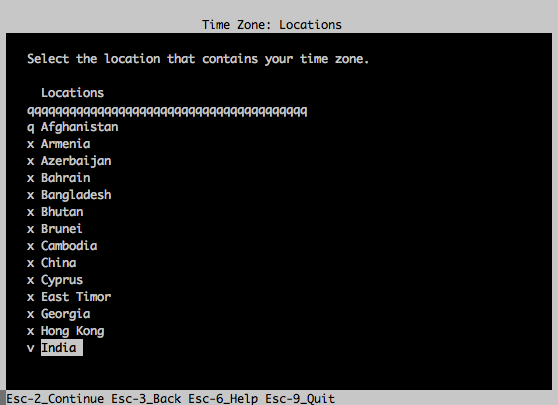 Time Zone: Locations
Select the location that contains your time zone.
Locations
qqqqqqqqqqqqqqqqqqqqqqqqqqqqqqqqqqqqqqqq
q Afghanistan
x Armenia
x Azerbaijan
x Bahrain
x Bangladesh
x Bhutan
x Brunei
x Cambodia
x China
x Cyprus
x East Timor
x Georgia
x Hong Kong
v India
Esc-2_Continue Esc-3_Back Esc-6_Help Esc-9_Quit